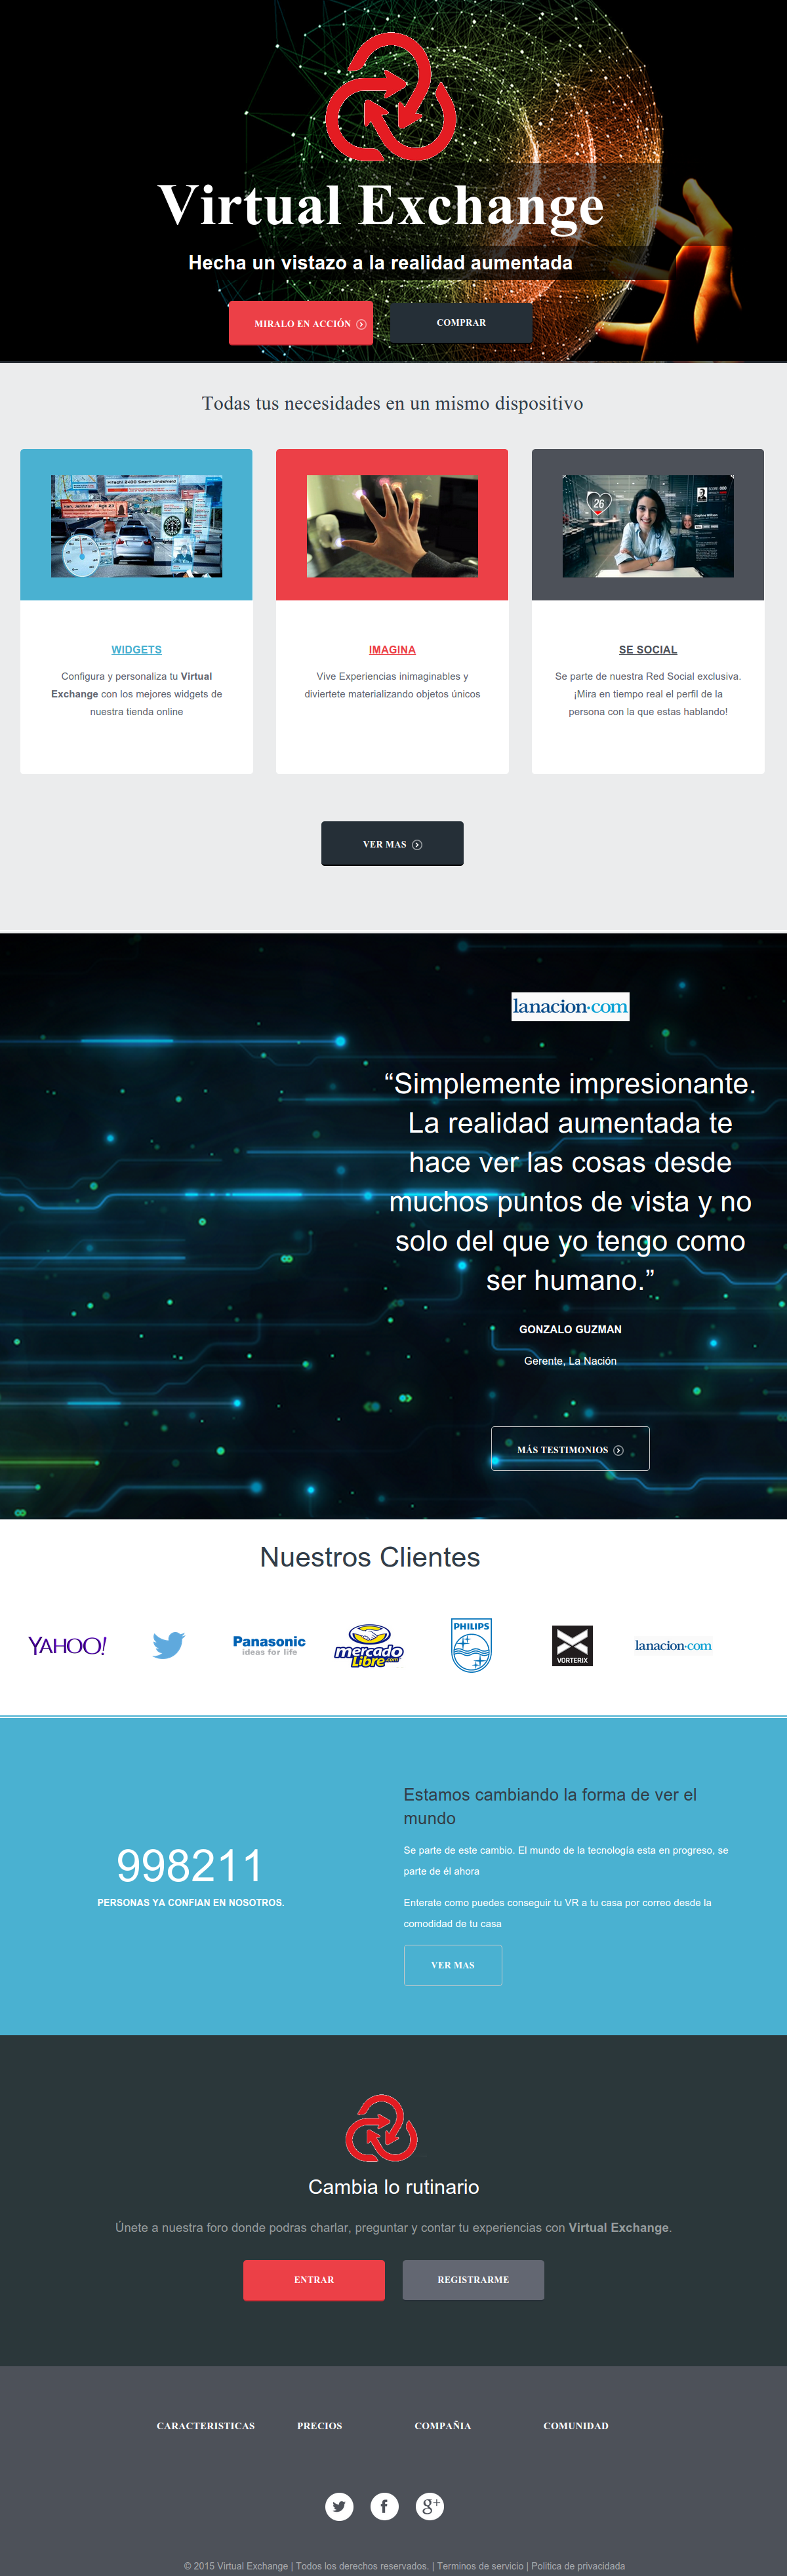 Virtual Exchange
Hecha un vistazo a la realidad aumentada
MIRALO EN ACCIÓN
COMPRAR
Todas tus necesidades en un mismo dispositivo
26
WIDGETS
Configura y personaliza tu Virtual
Exchange con los mejores widgets de
nuestra tienda online
IMAGINA
Vive Experiencias inimaginables y
diviertete materializando objetos únicos
SE SOCIAL
Se parte de nuestra Red Social exclusiva.
¡Mira en tiempo real el perfil de la
persona con la que estas hablando!
VER MAS
lanacion·com
“Simplemente impresionante.
La realidad aumentada te
hace ver las cosas desde
muchos puntos de vista y no
solo del que yo tengo como
ser humano.”
GONZALO GUZMAN
Gerente, La Nación
MÁS TESTIMONIOS
Nuestros Clientes
YAHOO!
Panasonic
ideas for life
mercado
Libre.com
PHILIPS
VORTERIX
lanacion·com
998211
PERSONAS YA CONFIAN EN NOSOTROS.
Estamos cambiando la forma de ver el
mundo
Se parte de este cambio. El mundo de la tecnología esta en progreso, se
parte de él ahora
Enterate como puedes conseguir tu VR a tu casa por correo desde la
comodidad de tu casa
VER MAS
Cambia lo rutinario
Únete a nuestra foro donde podras charlar, preguntar y contar tu experiencias con Virtual Exchange.
ENTRAR
REGISTRARME
CARACTERISTICAS
PRECIOS
COMPAÑIA
COMUNIDAD
© 2015 Virtual Exchange | Todos los derechos reservados. | Terminos de servicio | Politica de privacidada